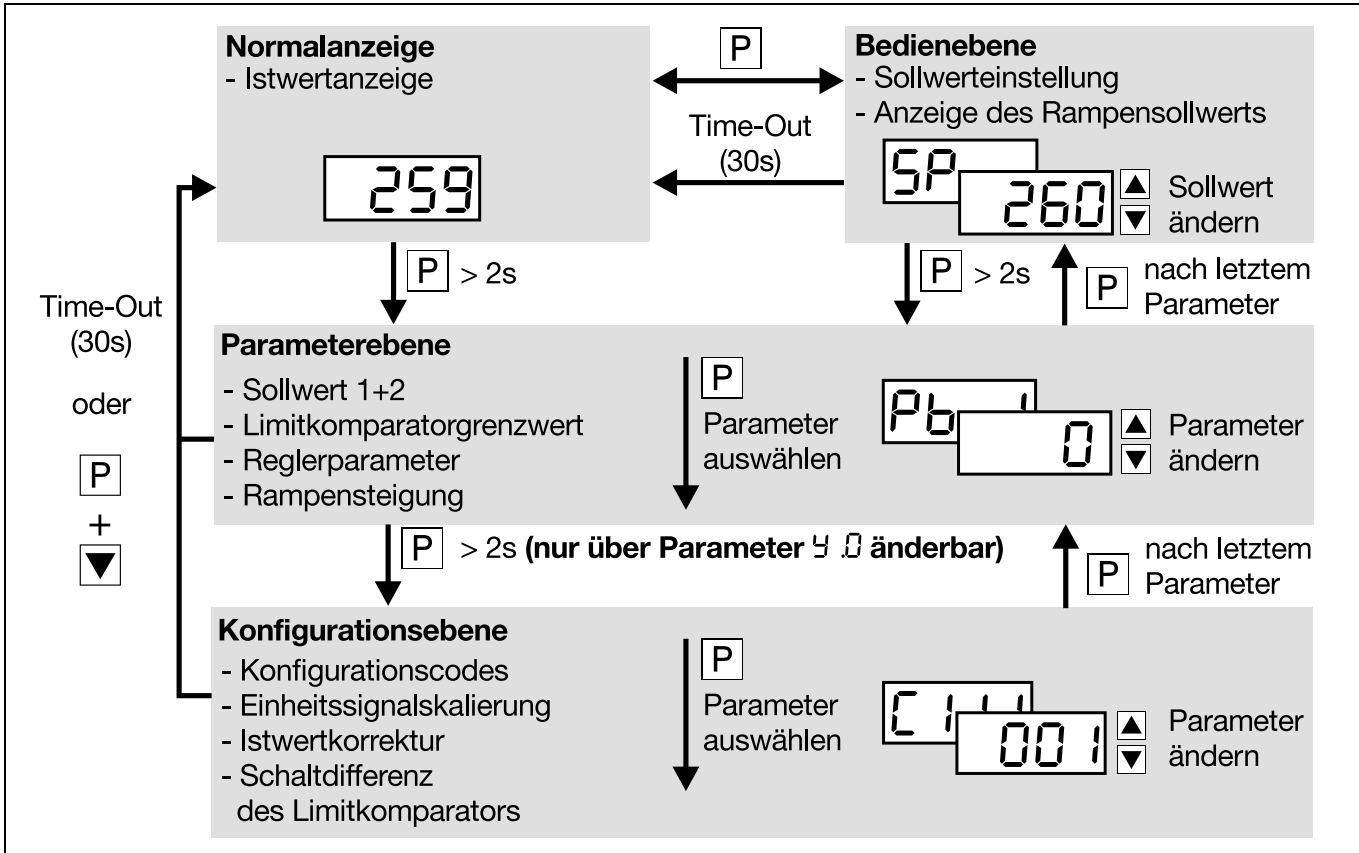 Normalanzeige
- Istwertanzeige
259
P
Time-Out
(30s)
Bedienebene
- Sollwerteinstellung
- Anzeige des Rampensollwerts
SP
260
▲ Sollwert
▼ ändern
P > 2s
P > 2s
P nach letztem
Parameter
Time-Out
(30s)
oder
P
+
▼
Parameterebene
- Sollwert 1+2
- Limitkomparatorgrenzwert
- Reglerparameter
- Rampensteigung
P
Parameter
auswählen
Pb 1
0
▲ Parameter
▼ ändern
P > 2s (nur über Parameter y .0 änderbar)
P nach letztem
Parameter
Konfigurationsebene
- Konfigurationscodes
- Einheitssignalskalierung
- Istwertkorrektur
- Schaltdifferenz
des Limitkomparators
P
Parameter
auswählen
001
▲ Parameter
▼ ändern